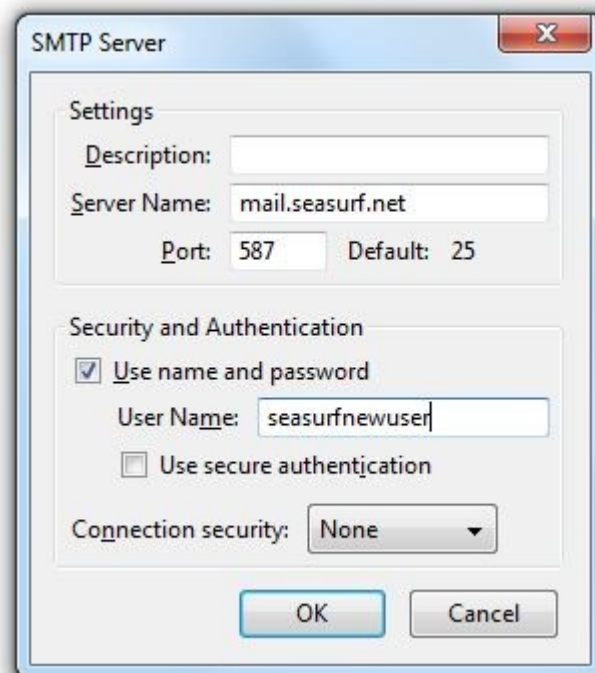 SMTP Server
Settings
Description:
Server Name: mail.seasurf.net
Port: 587 Default: 25
Security and Authentication
Use name and password
User Name: seasurfnewuser
Use secure authentication
Connection security: None
OK Cancel